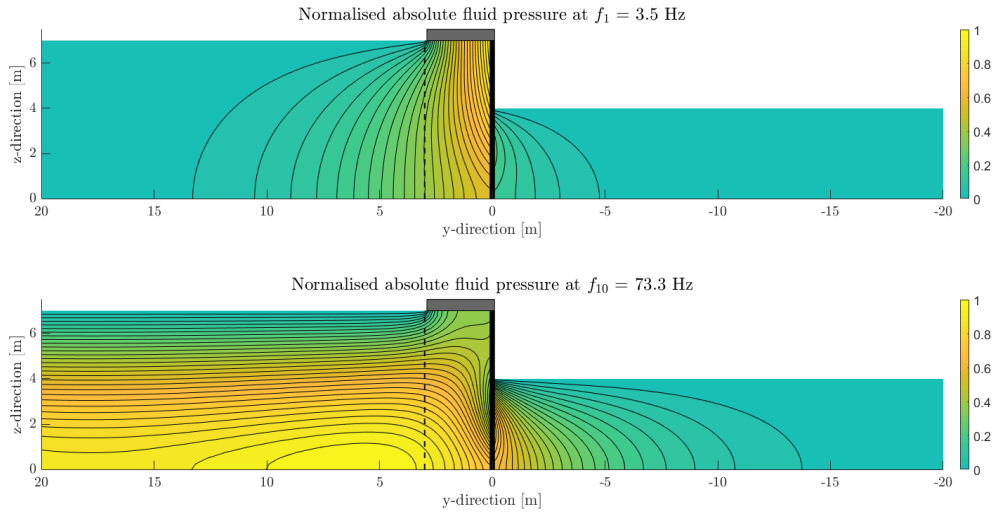 Normalised absolute fluid pressure at f₁ = 3.5 Hz
z-direction [m]
6
4
2
0
20 15 10 5 0 -5 -10 -15 -20
y-direction [m]
1
0.8
0.6
0.4
0.2
0
Normalised absolute fluid pressure at f₁₀ = 73.3 Hz
z-direction [m]
6
4
2
0
20 15 10 5 0 -5 -10 -15 -20
y-direction [m]
1
0.8
0.6
0.4
0.2
0